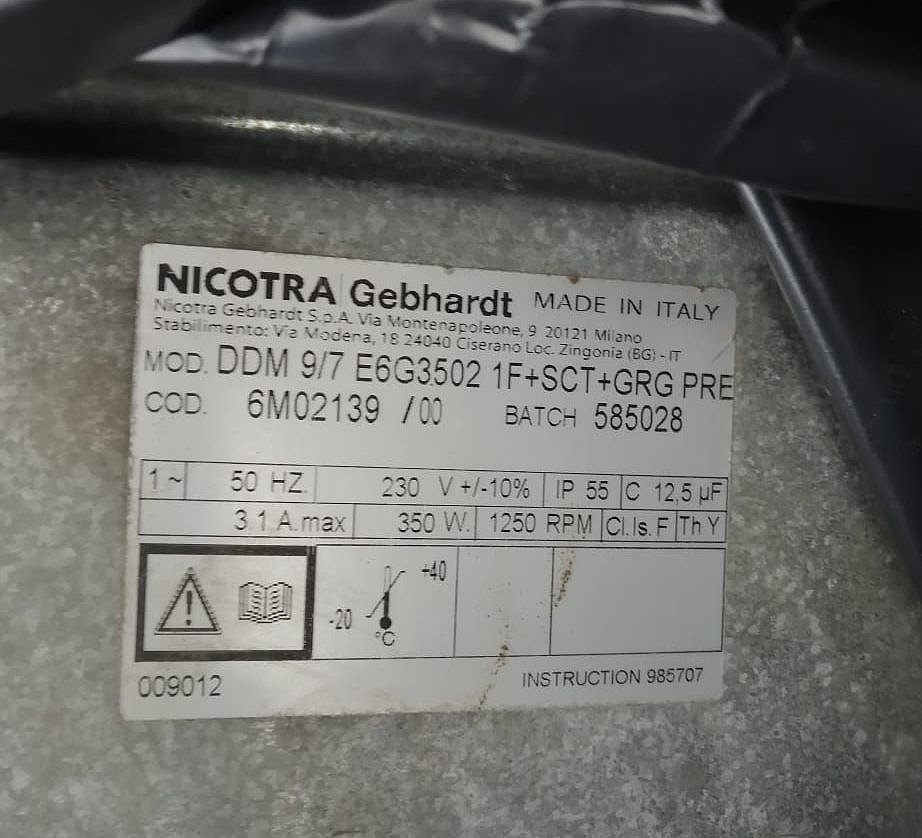 NICOTRA Gebhardt MADE IN ITALY
Nicotra Gebhardt S.p.A. Via Montenapoleone, 9 20121 Milano
Stabilimento: Via Modena, 18 24040 Ciserano Loc. Zingonia (BG) - IT
MOD. DDM 9/7 E6G3502 1F+SCT+GRG PRE
COD. 6M02139 /00 BATCH 585028
1 ~ 50 HZ. 230 V +/-10% IP 55 C 12,5 µF
3.1 A.max 350 W. 1250 RPM Cl.Is. F Th Y
+40
-20
°C
009012 INSTRUCTION 985707